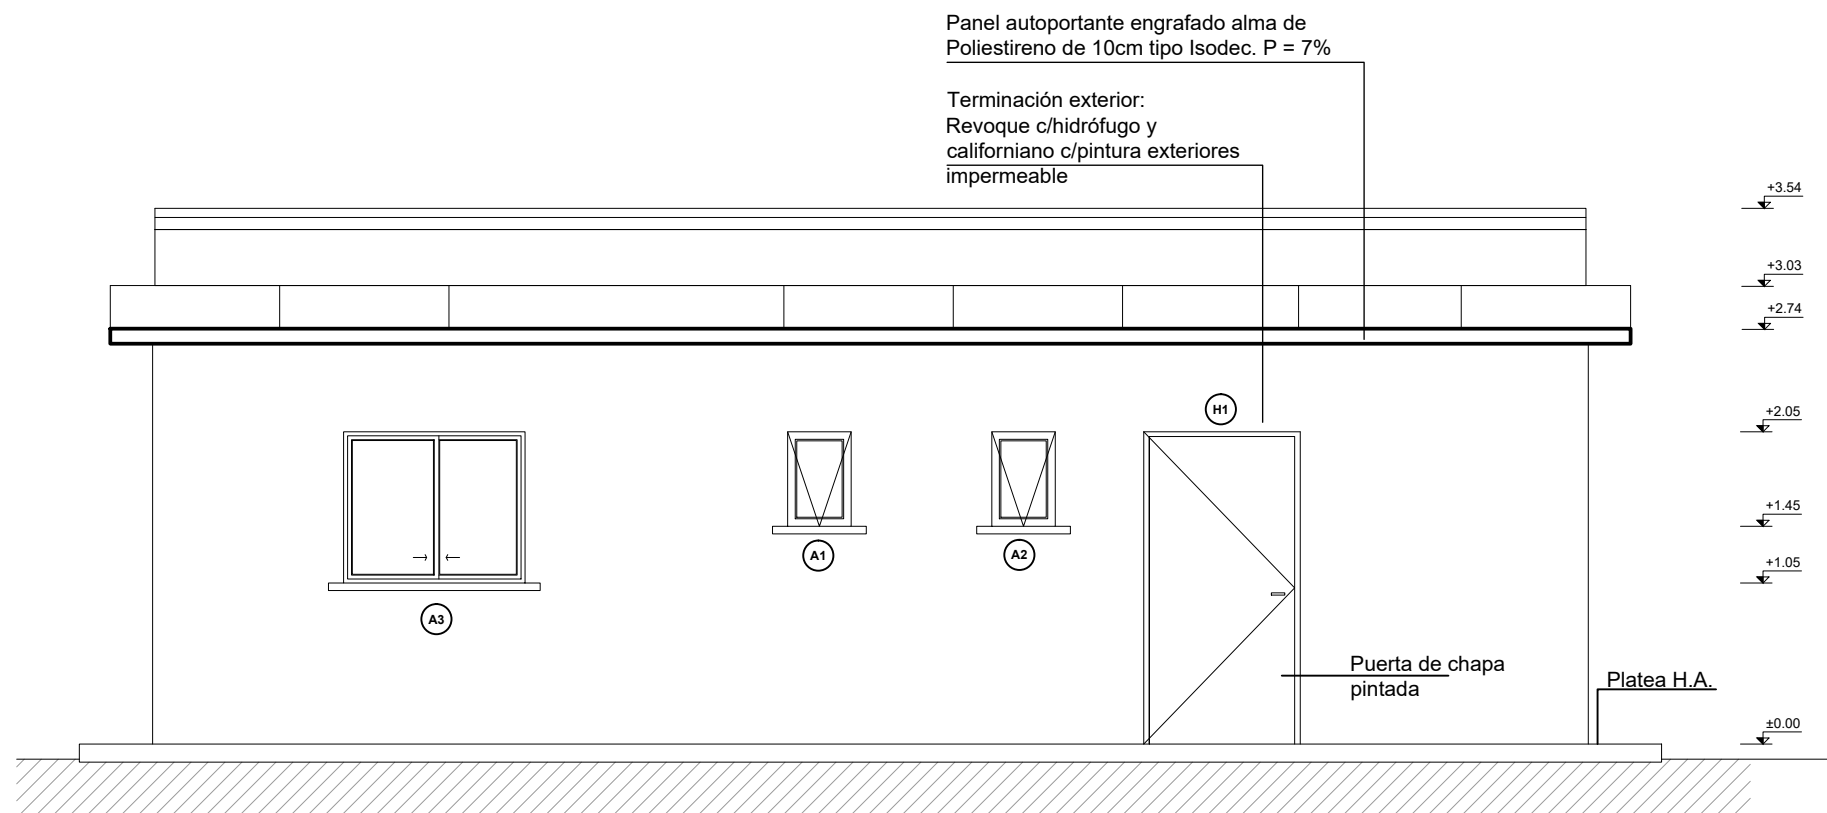 Panel autoportante engrafado alma de
Poliestireno de 10cm tipo Isodec. P = 7%
Terminación exterior:
Revoque c/hidrófugo y
californiano c/pintura exteriores
impermeable
+3.54
+3.03
+2.74
+2.05
+1.45
+1.05
±0.00
H1
A1
A2
A3
Puerta de chapa
pintada
Platea H.A.